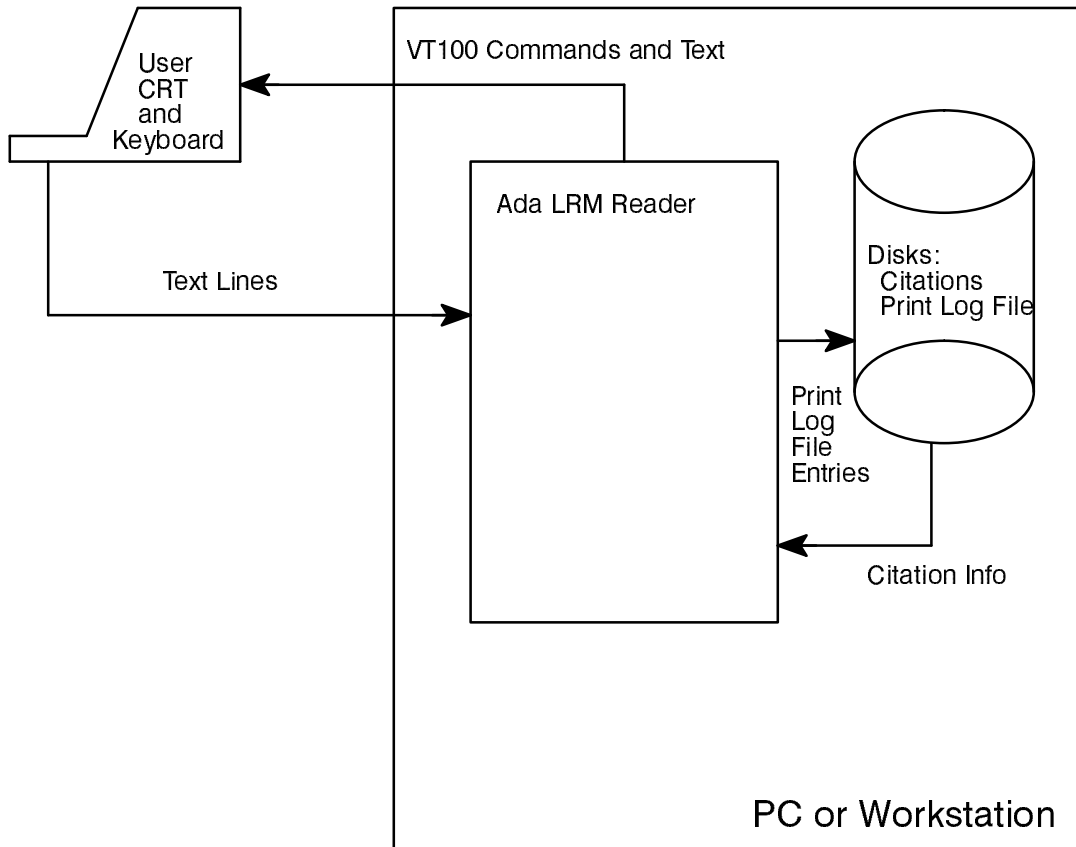 VT100 Commands and Text
User
CRT
and
Keyboard
Ada LRM Reader
Text Lines
Disks:
Citations
Print Log File
Print
Log
File
Entries
Citation Info
PC or Workstation